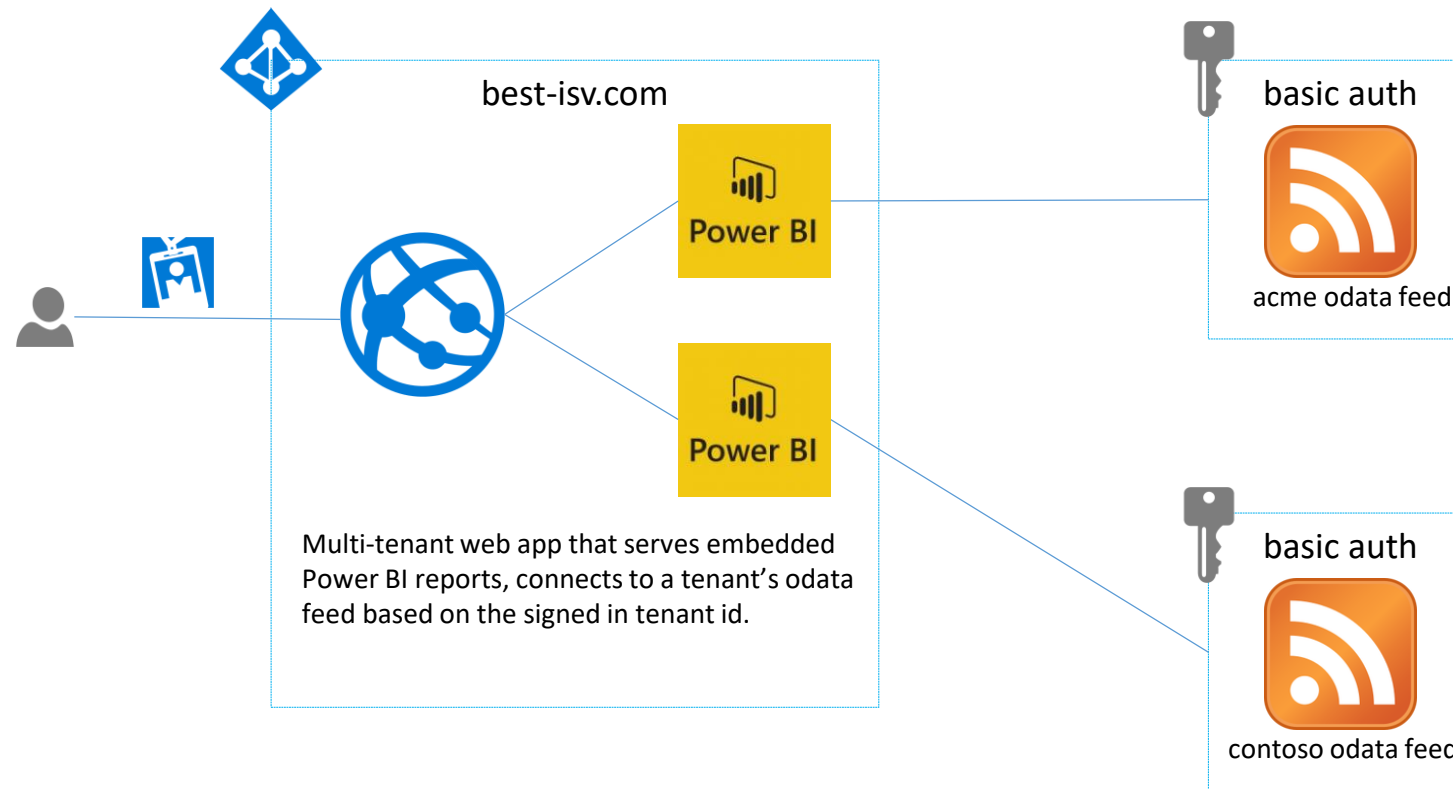 best-isv.com
basic auth
Power BI
acme odata feed
Power BI
basic auth
Multi-tenant web app that serves embedded
Power BI reports, connects to a tenant’s odata
feed based on the signed in tenant id.
contoso odata feed